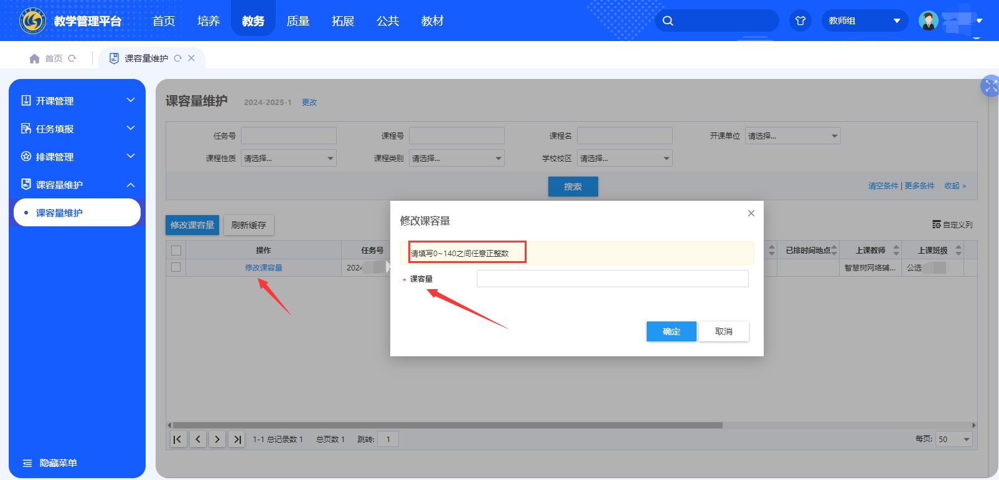 教学管理平台 首页 培养 教务 质量 拓展 公共 教材 教师组
首页 课容量维护
开课管理
任务填报
排课管理
课容量维护
课容量维护
隐藏菜单
课容量维护 2024-2025-1 更改
任务号 课程号 课程名 开课单位 请选择...
课程性质 请选择... 课程类别 请选择... 学校校区 请选择...
搜索 清空条件 | 更多条件 收起 >
修改课容量 刷新缓存 自定义列
操作 任务号 已排时间地点 上课教师 上课班级
修改课容量 2024 智慧树网络辅... 公选
修改课容量
请填写0~140之间任意正整数
* 课容量
确定 取消
1-1 总记录数 1 总页数 1 跳转: 1 每页: 50